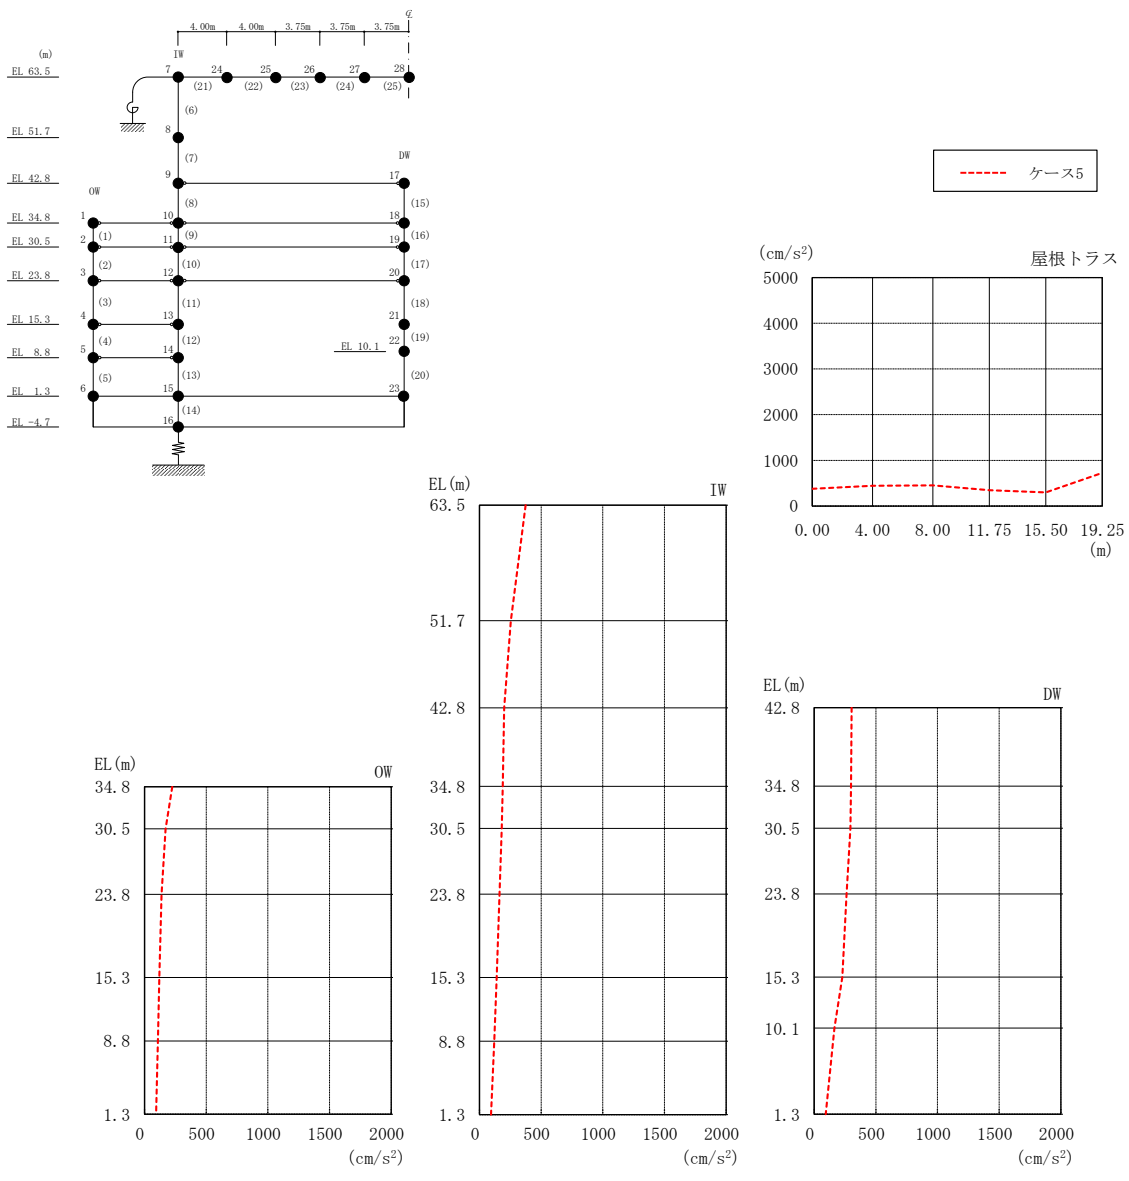 ℄
4.00m 4.00m 3.75m 3.75m 3.75m
(m) IW
EL 63.5 7 24 25 26 27 28
(21) (22) (23) (24) (25)
(6)
EL 51.7 8
(7)
DW
EL 42.8 9 17
OW
(8) (15)
EL 34.8 1 10 18
(1) (9) (16)
EL 30.5 2 11 19
(2) (10) (17)
EL 23.8 3 12 20
(3) (11) (18)
EL 15.3 4 13 21
(4) (12) (19)
EL 10.1 22
EL 8.8 5 14
(5) (13) (20)
EL 1.3 6 15 23
(14)
EL -4.7 16
ケース5
(cm/s²) 屋根トラス
5000
4000
3000
2000
1000
0
0.00 4.00 8.00 11.75 15.50 19.25
(m)
EL(m) IW
63.5
51.7
42.8
34.8
30.5
23.8
15.3
8.8
1.3
0 500 1000 1500 2000
(cm/s²)
EL(m) OW
34.8
30.5
23.8
15.3
8.8
1.3
0 500 1000 1500 2000
(cm/s²)
EL(m) DW
42.8
34.8
30.5
23.8
15.3
10.1
1.3
0 500 1000 1500 2000
(cm/s²)